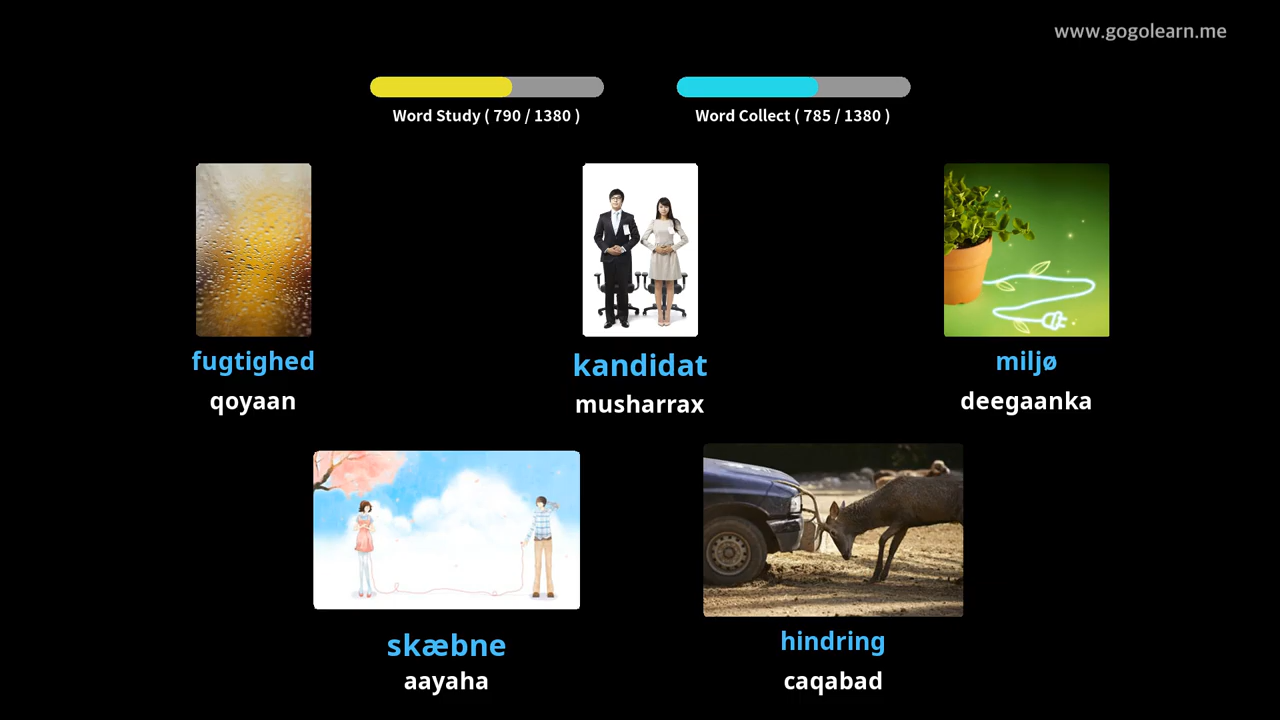 www.gogolearn.me
Word Study ( 790 / 1380 )
Word Collect ( 785 / 1380 )
fugtighed
qoyaan
kandidat
musharrax
miljø
deegaanka
skæbne
aayaha
hindring
caqabad